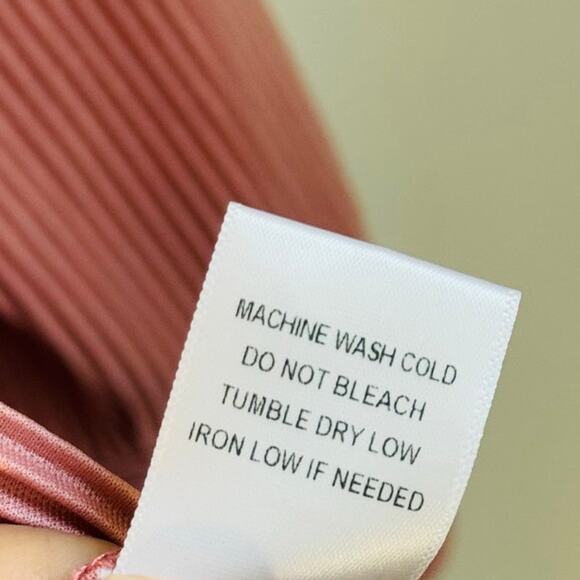 MACHINE WASH COLD
DO NOT BLEACH
TUMBLE DRY LOW
IRON LOW IF NEEDED